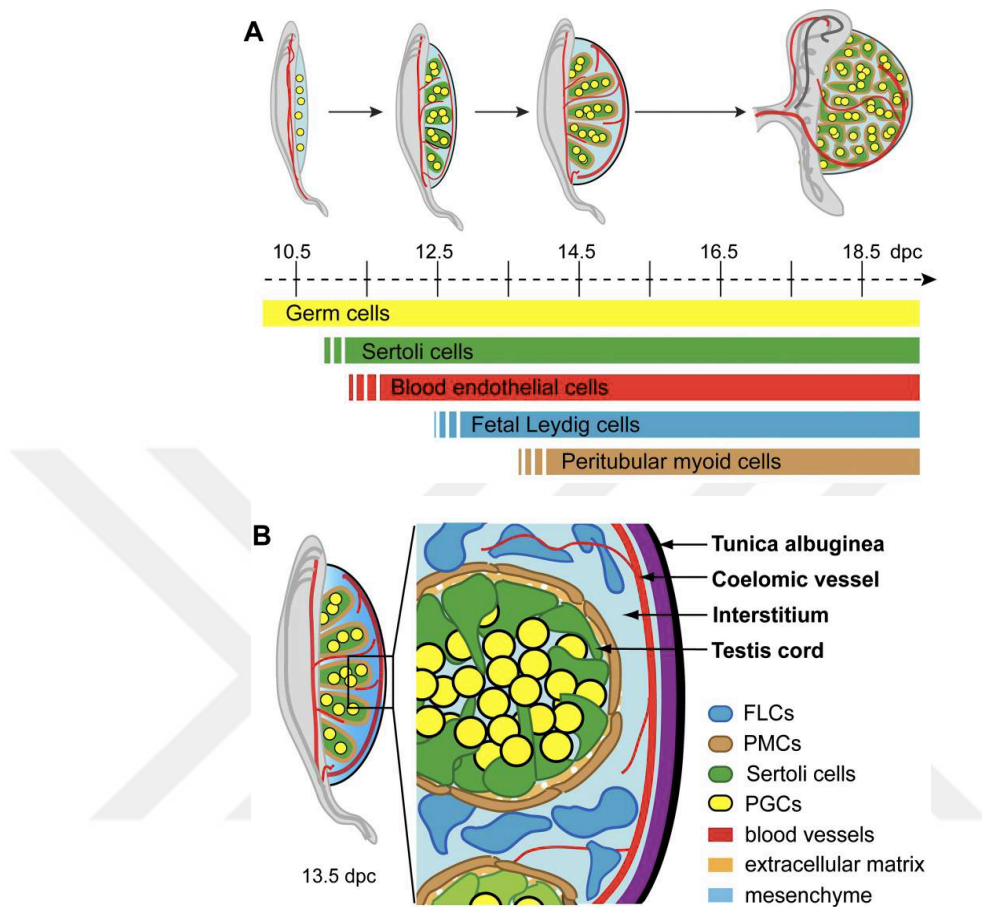 A
10.5 12.5 14.5 16.5 18.5 dpc
Germ cells
Sertoli cells
Blood endothelial cells
Fetal Leydig cells
Peritubular myoid cells
B
Tunica albuginea
Coelomic vessel
Interstitium
Testis cord
FLCs
PMCs
Sertoli cells
PGCs
blood vessels
extracellular matrix
mesenchyme
13.5 dpc